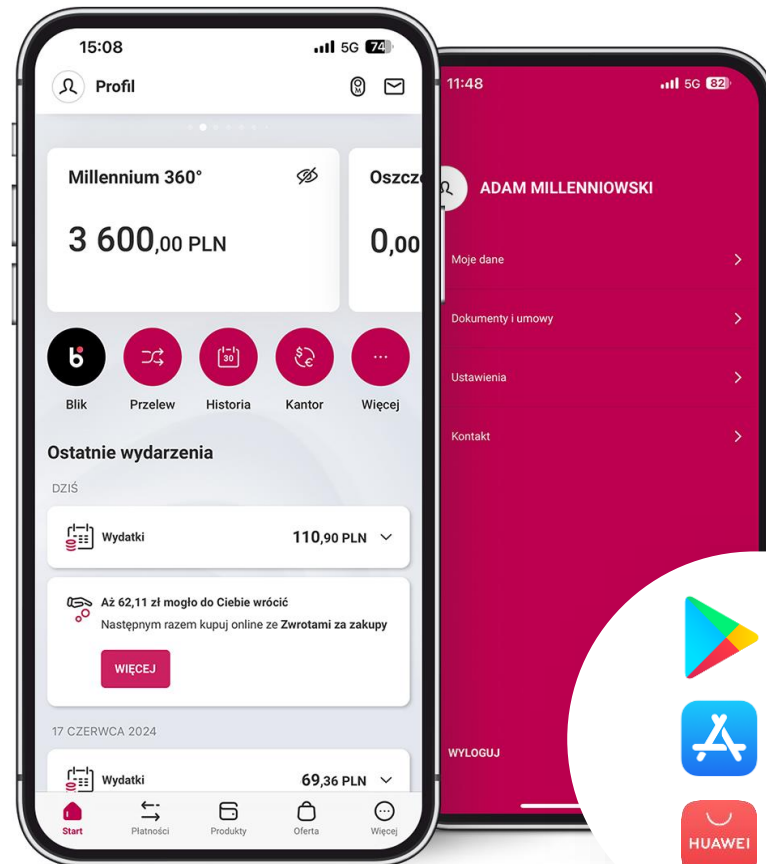 15:08
5G 74
Profil
Millennium 360°
3 600,00 PLN
Oszcz
0,00
30
$ €
Blik
Przelew
Historia
Kantor
Więcej
Ostatnie wydarzenia
DZIŚ
Wydatki
110,90 PLN
Aż 62,11 zł mogło do Ciebie wrócić
Następnym razem kupuj online ze Zwrotami za zakupy
WIĘCEJ
17 CZERWCA 2024
Wydatki
69,36 PLN
Start
Płatności
Produkty
Oferta
Więcej
11:48
5G 82
ADAM MILLENNIOWSKI
Moje dane
Dokumenty i umowy
Ustawienia
Kontakt
WYLOGUJ
HUAWEI